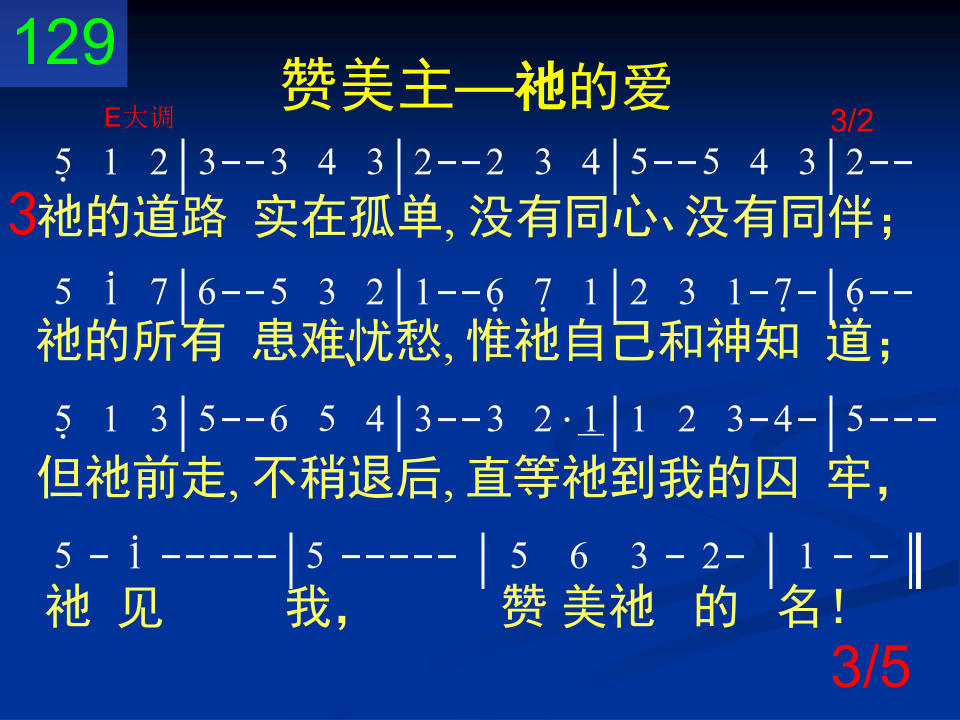 129
赞美主—祂的爱
E大调 3/2
5̣ 1 2|3--3 4 3|2--2 3 4|5--5 4 3|2--
3祂的道路 实在孤单, 没有同心、没有同伴；
5 i 7|6--5 3 2|1--6̣ 7̣ 1|2 3 1-7̣-|6̣--
祂的所有 患难、忧愁, 惟祂自己和神知 道；
5̣ 1 3|5--6 5 4|3--3 2·1|1 2 3-4-|5---
但祂前走, 不稍退后, 直等祂到我的囚 牢，
5 - i -----|5 -----| 5 6 3 - 2-| 1 - -‖
祂 见 我， 赞 美祂 的 名！
3/5